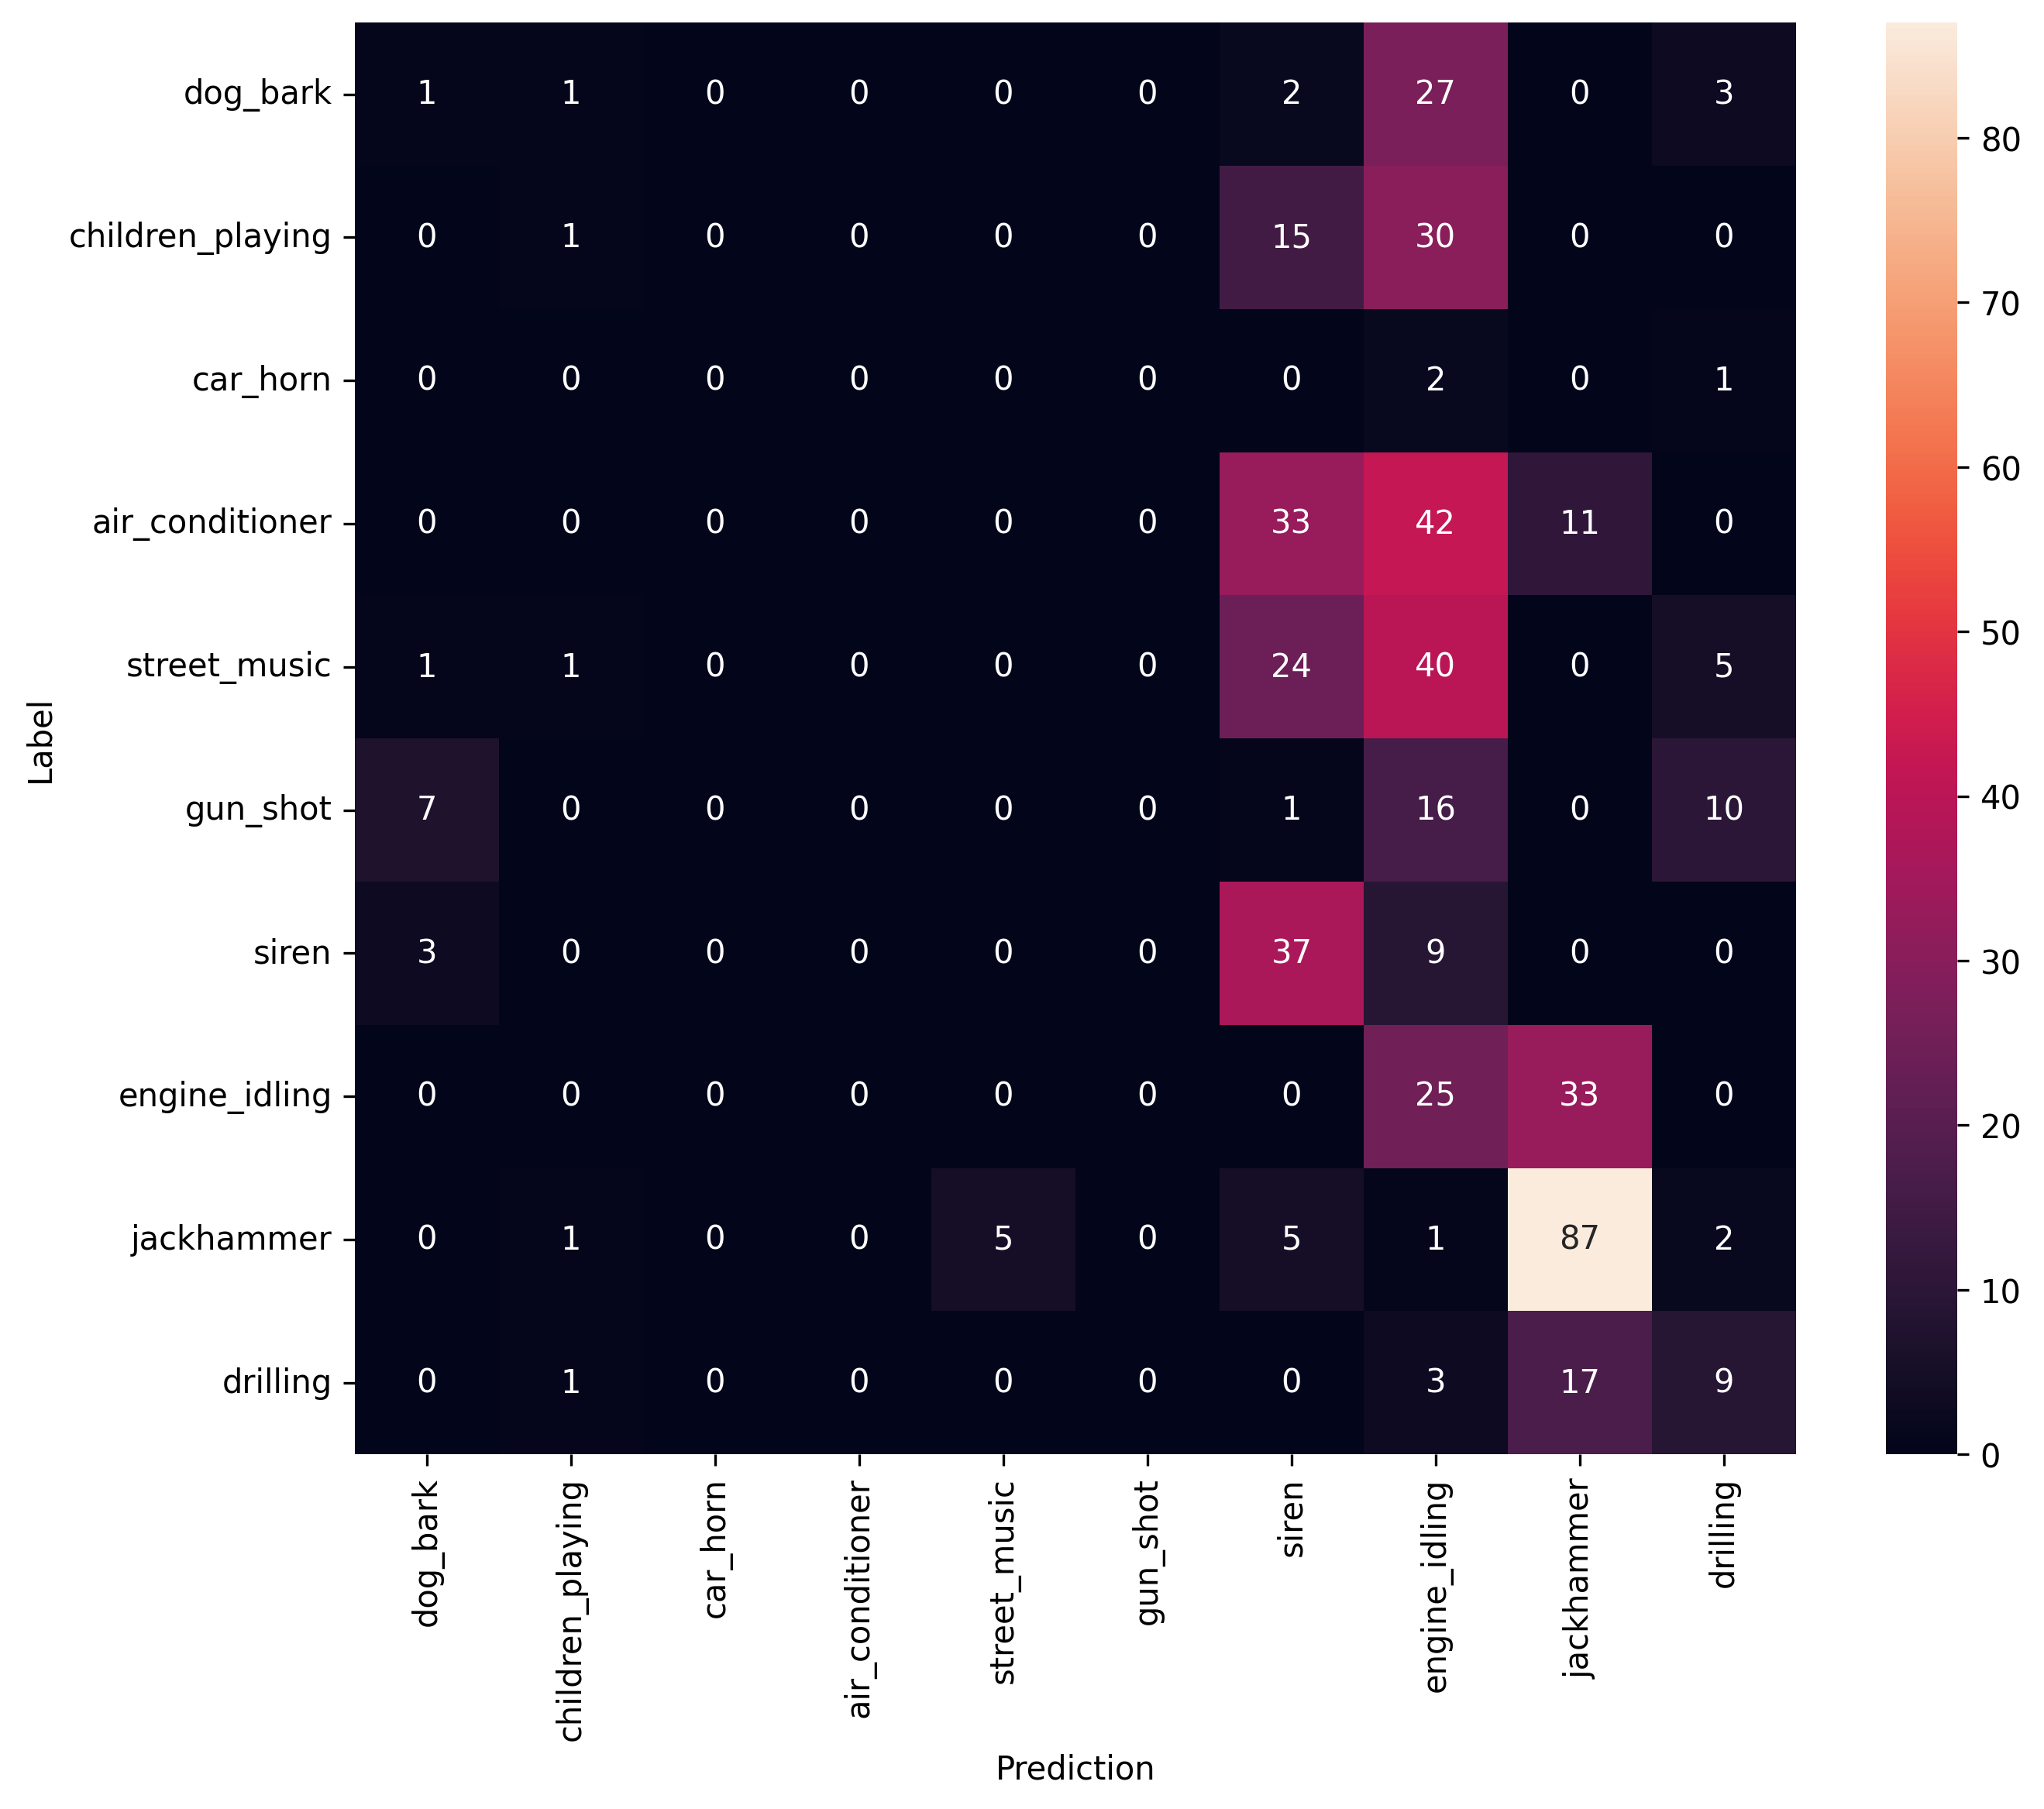 dog_bark 1 1 0 0 0 0 2 27 0 3
children_playing 0 1 0 0 0 0 15 30 0 0
car_horn 0 0 0 0 0 0 0 2 0 1
air_conditioner 0 0 0 0 0 0 33 42 11 0
street_music 1 1 0 0 0 0 24 40 0 5
gun_shot 7 0 0 0 0 0 1 16 0 10
siren 3 0 0 0 0 0 37 9 0 0
engine_idling 0 0 0 0 0 0 0 25 33 0
jackhammer 0 1 0 0 5 0 5 1 87 2
drilling 0 1 0 0 0 0 0 3 17 9
Label
dog_bark
children_playing
car_horn
air_conditioner
street_music
gun_shot
siren
engine_idling
jackhammer
drilling
Prediction
80
70
60
50
40
30
20
10
0